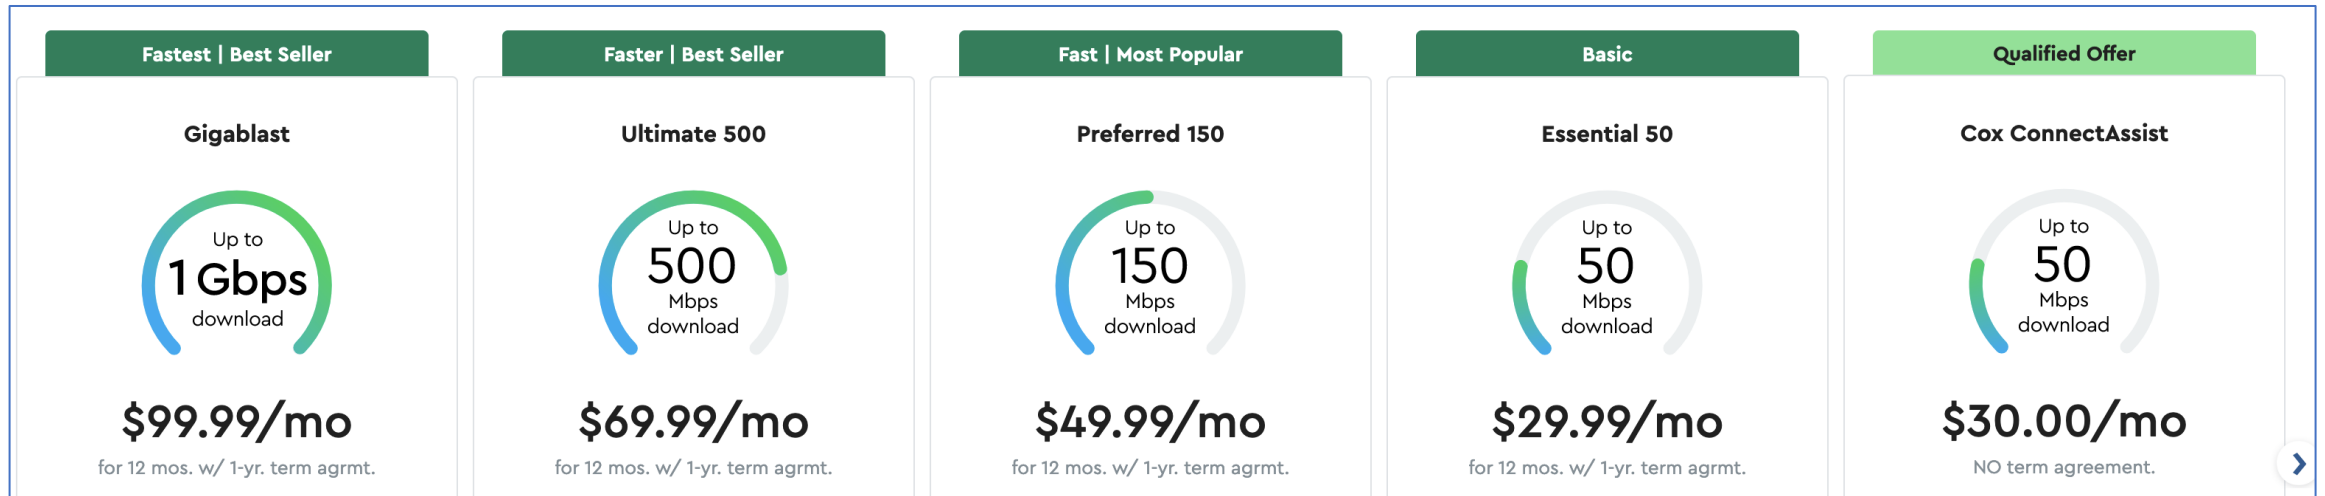 Fastest | Best Seller
Gigablast
Up to
1 Gbps
download
$99.99/mo
for 12 mos. w/ 1-yr. term agrmt.
Faster | Best Seller
Ultimate 500
Up to
500
Mbps
download
$69.99/mo
for 12 mos. w/ 1-yr. term agrmt.
Fast | Most Popular
Preferred 150
Up to
150
Mbps
download
$49.99/mo
for 12 mos. w/ 1-yr. term agrmt.
Basic
Essential 50
Up to
50
Mbps
download
$29.99/mo
for 12 mos. w/ 1-yr. term agrmt.
Qualified Offer
Cox ConnectAssist
Up to
50
Mbps
download
$30.00/mo
NO term agreement.